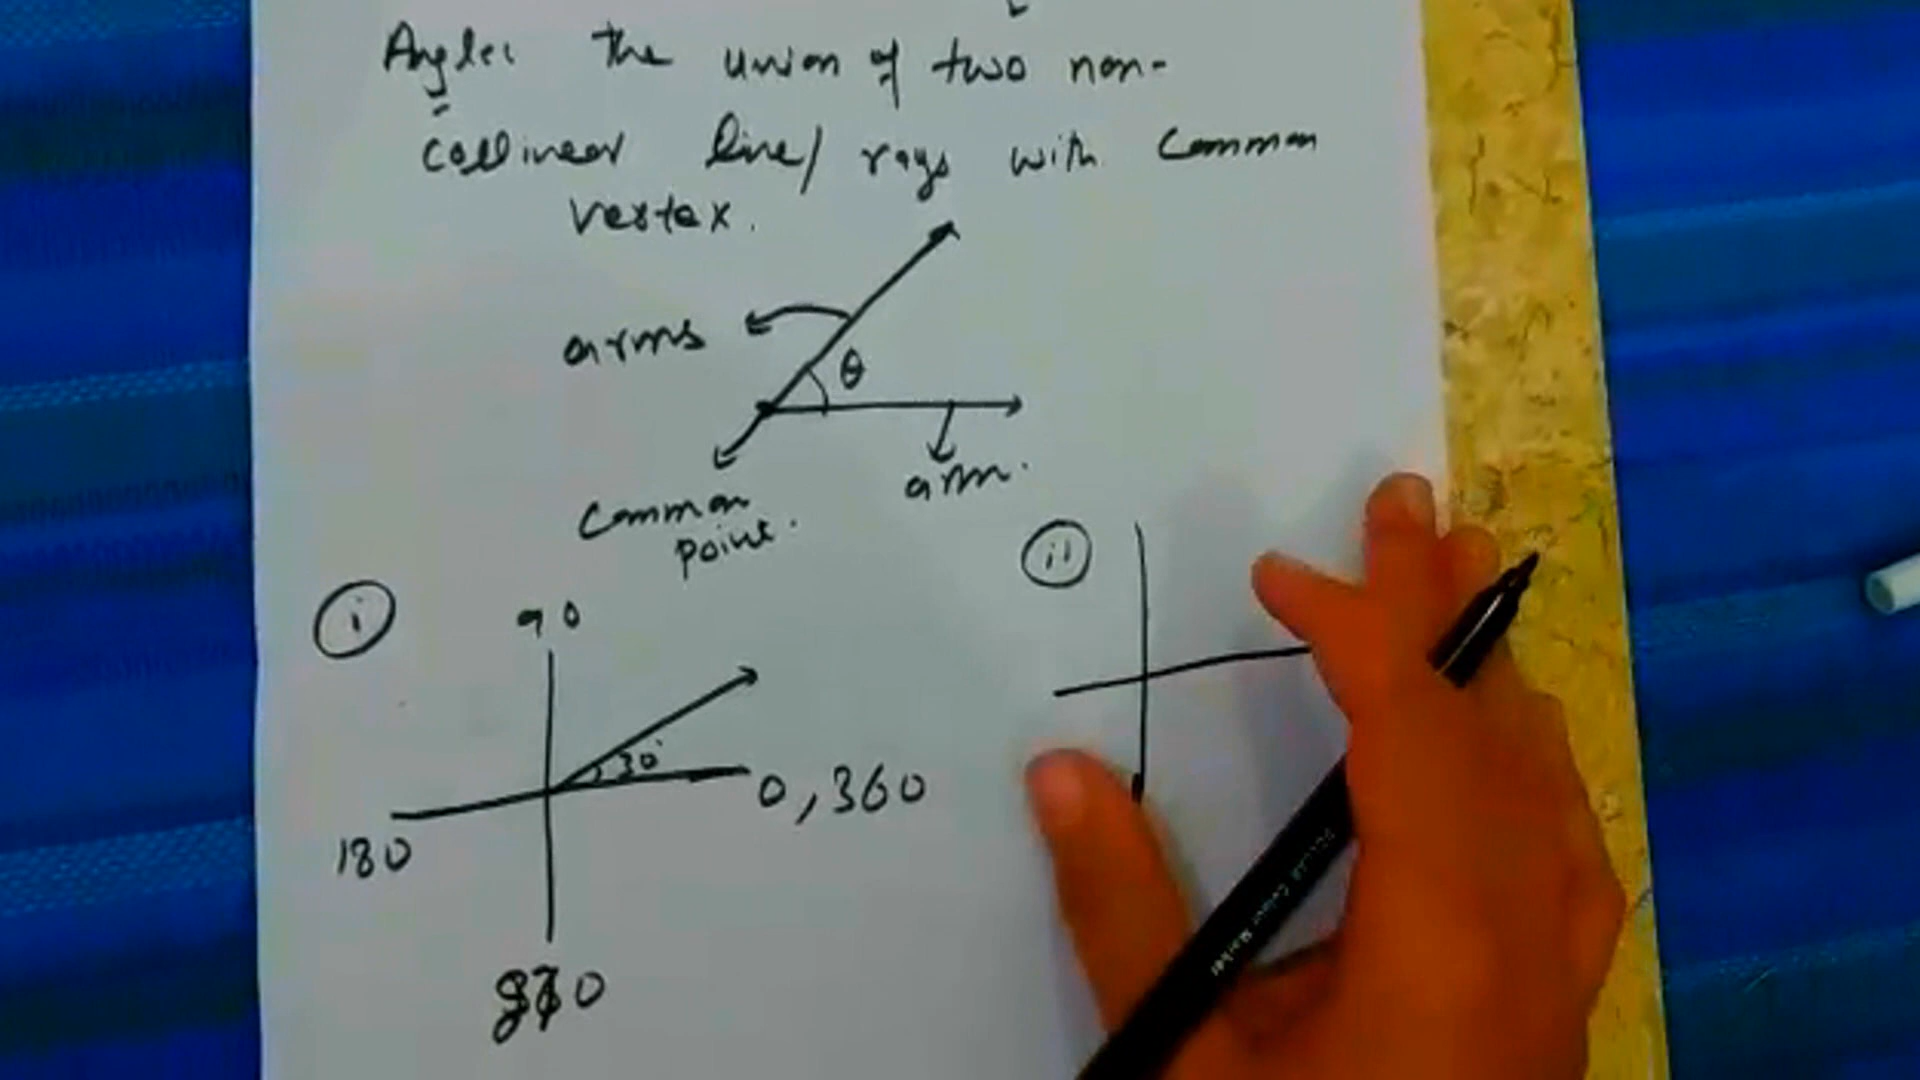 Angle: the union of two non-
collinear line/ rays with common
vertex.
arms
θ
arm.
common
point.
i
ii
90
30°
0, 360
180
270